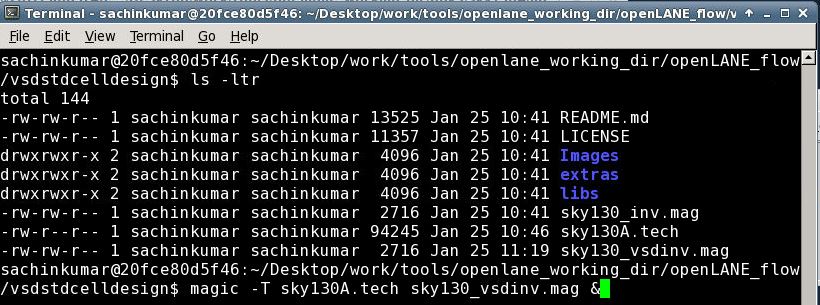 Terminal - sachinkumar@20fce80d5f46:~/Desktop/work/tools/openlane_working_dir/openLANE_flow/v
File Edit View Terminal Go Help
sachinkumar@20fce80d5f46:~/Desktop/work/tools/openlane_working_dir/openLANE_flow
/vsdstdcelldesign$ ls -ltr
total 144
-rw-rw-r-- 1 sachinkumar sachinkumar 13525 Jan 25 10:41 README.md
-rw-rw-r-- 1 sachinkumar sachinkumar 11357 Jan 25 10:41 LICENSE
drwxrwxr-x 2 sachinkumar sachinkumar  4096 Jan 25 10:41 Images
drwxrwxr-x 2 sachinkumar sachinkumar  4096 Jan 25 10:41 extras
drwxrwxr-x 2 sachinkumar sachinkumar  4096 Jan 25 10:41 libs
-rw-rw-r-- 1 sachinkumar sachinkumar  2716 Jan 25 10:41 sky130_inv.mag
-rw-r--r-- 1 sachinkumar sachinkumar 94245 Jan 25 10:46 sky130A.tech
-rw-rw-r-- 1 sachinkumar sachinkumar  2716 Jan 25 11:19 sky130_vsdinv.mag
sachinkumar@20fce80d5f46:~/Desktop/work/tools/openlane_working_dir/openLANE_flow
/vsdstdcelldesign$ magic -T sky130A.tech sky130_vsdinv.mag &